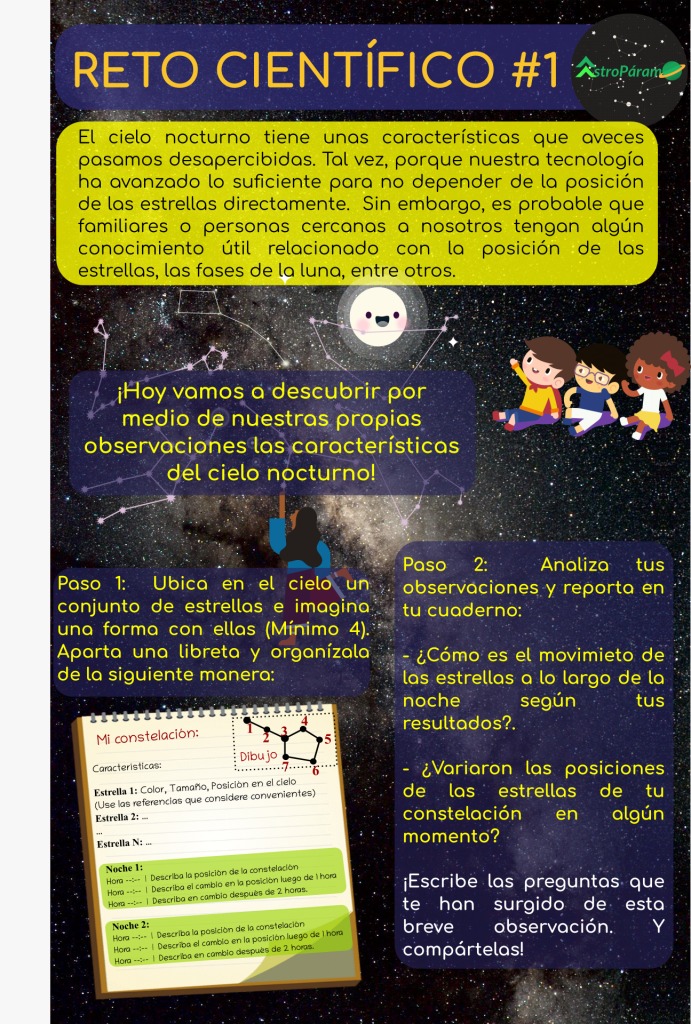 RETO CIENTÍFICO #1
AstroPáramo
El cielo nocturno tiene unas características que aveces
pasamos desapercibidas. Tal vez, porque nuestra tecnología
ha avanzado lo suficiente para no depender de la posición
de las estrellas directamente. Sin embargo, es probable que
familiares o personas cercanas a nosotros tengan algún
conocimiento útil relacionado con la posición de las
estrellas, las fases de la luna, entre otros.
¡Hoy vamos a descubrir por
medio de nuestras propias
observaciones las características
del cielo nocturno!
Paso 1: Ubica en el cielo un
conjunto de estrellas e imagina
una forma con ellas (Mínimo 4).
Aparta una libreta y organízala
de la siguiente manera:
Mi constelación:
1
2
3
4
5
6
7
Dibujo
Características:
Estrella 1: Color, Tamaño, Posición en el cielo
(Use las referencias que considere convenientes)
Estrella 2: ...
...
Estrella N: ...
Noche 1:
Hora --:-- | Describa la posición de la constelación
Hora --:-- | Describa el cambio en la posición luego de 1 hora
Hora --:-- | Describa en cambio después de 2 horas.
Noche 2:
Hora --:-- | Describa la posición de la constelación
Hora --:-- | Describa el cambio en la posición luego de 1 hora
Hora --:-- | Describa en cambio después de 2 horas.
Paso 2: Analiza tus
observaciones y reporta en
tu cuaderno:
- ¿Cómo es el movimieto de
las estrellas a lo largo de la
noche según tus
resultados?.
- ¿Variaron las posiciones
de las estrellas de tu
constelación en algún
momento?
¡Escribe las preguntas que
te han surgido de esta
breve observación. Y
compártelas!